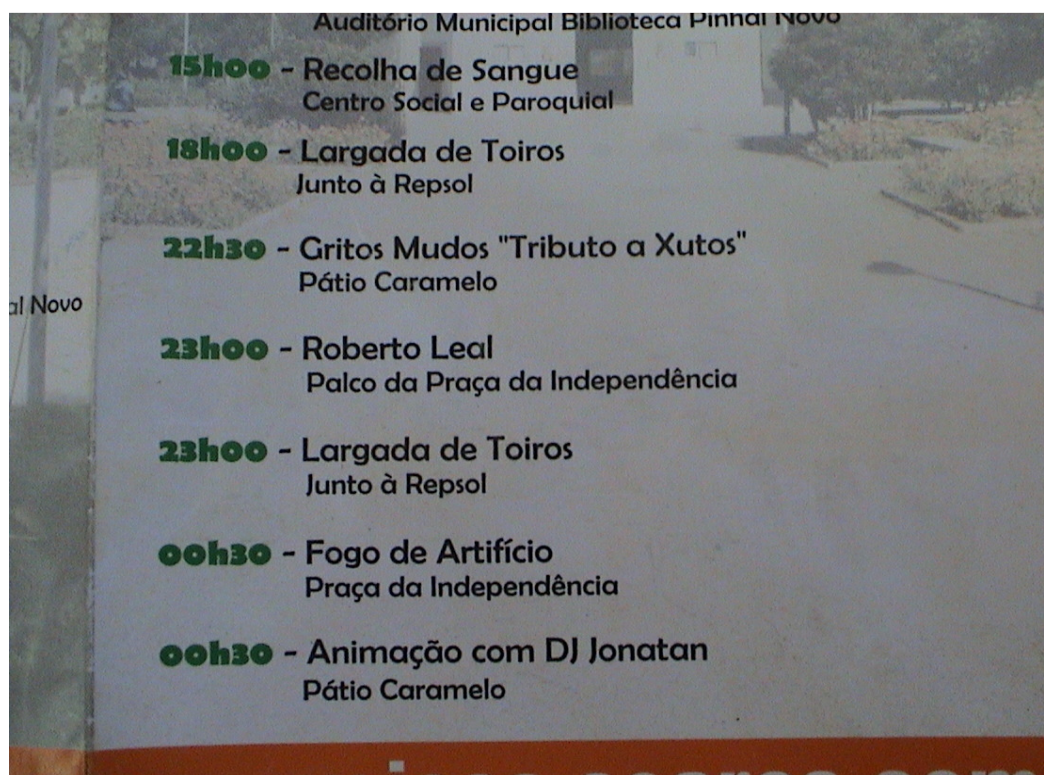 Auditório Municipal Biblioteca Pinhal Novo
15h00 - Recolha de Sangue
Centro Social e Paroquial
18h00 - Largada de Toiros
Junto à Repsol
22h30 - Gritos Mudos "Tributo a Xutos"
Pátio Caramelo
al Novo
23h00 - Roberto Leal
Palco da Praça da Independência
23h00 - Largada de Toiros
Junto à Repsol
00h30 - Fogo de Artifício
Praça da Independência
00h30 - Animação com DJ Jonatan
Pátio Caramelo